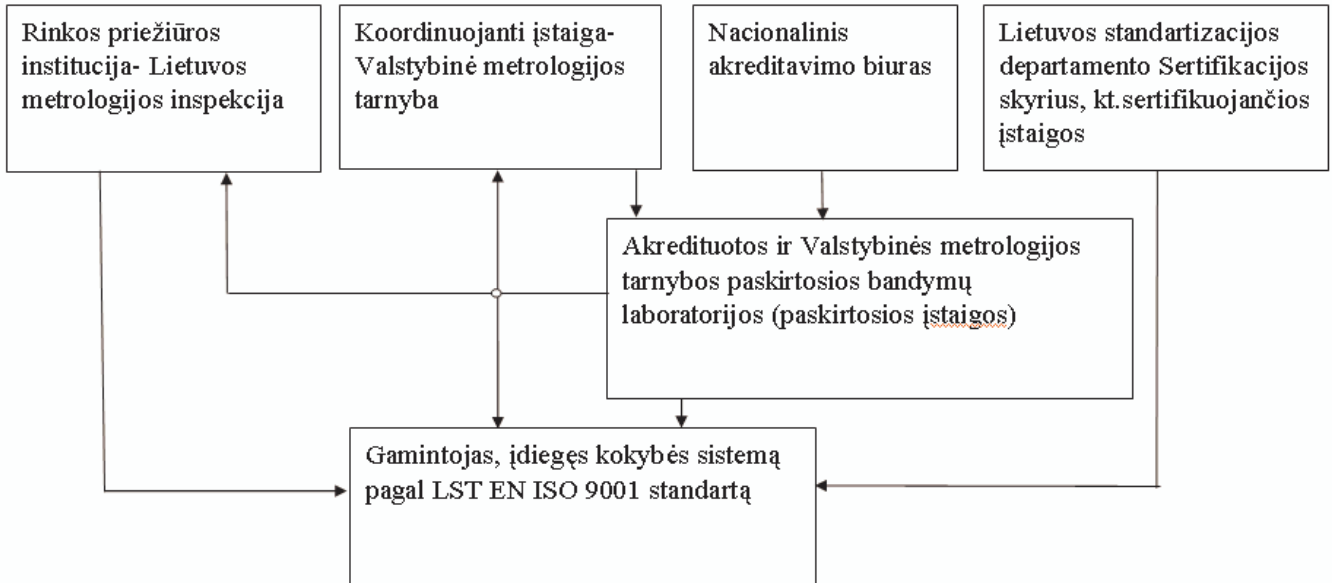 Rinkos priežiūros
institucija- Lietuvos
metrologijos inspekcija
Koordinuojanti įstaiga-
Valstybinė metrologijos
tarnyba
Nacionalinis
akreditavimo biuras
Lietuvos standartizacijos
departamento Sertifikacijos
skyrius, kt.sertifikuojančios
įstaigos
Akredituotos ir Valstybinės metrologijos
tarnybos paskirtosios bandymų
laboratorijos (paskirtosios įstaigos)
Gamintojas, įdiegęs kokybės sistemą
pagal LST EN ISO 9001 standartą